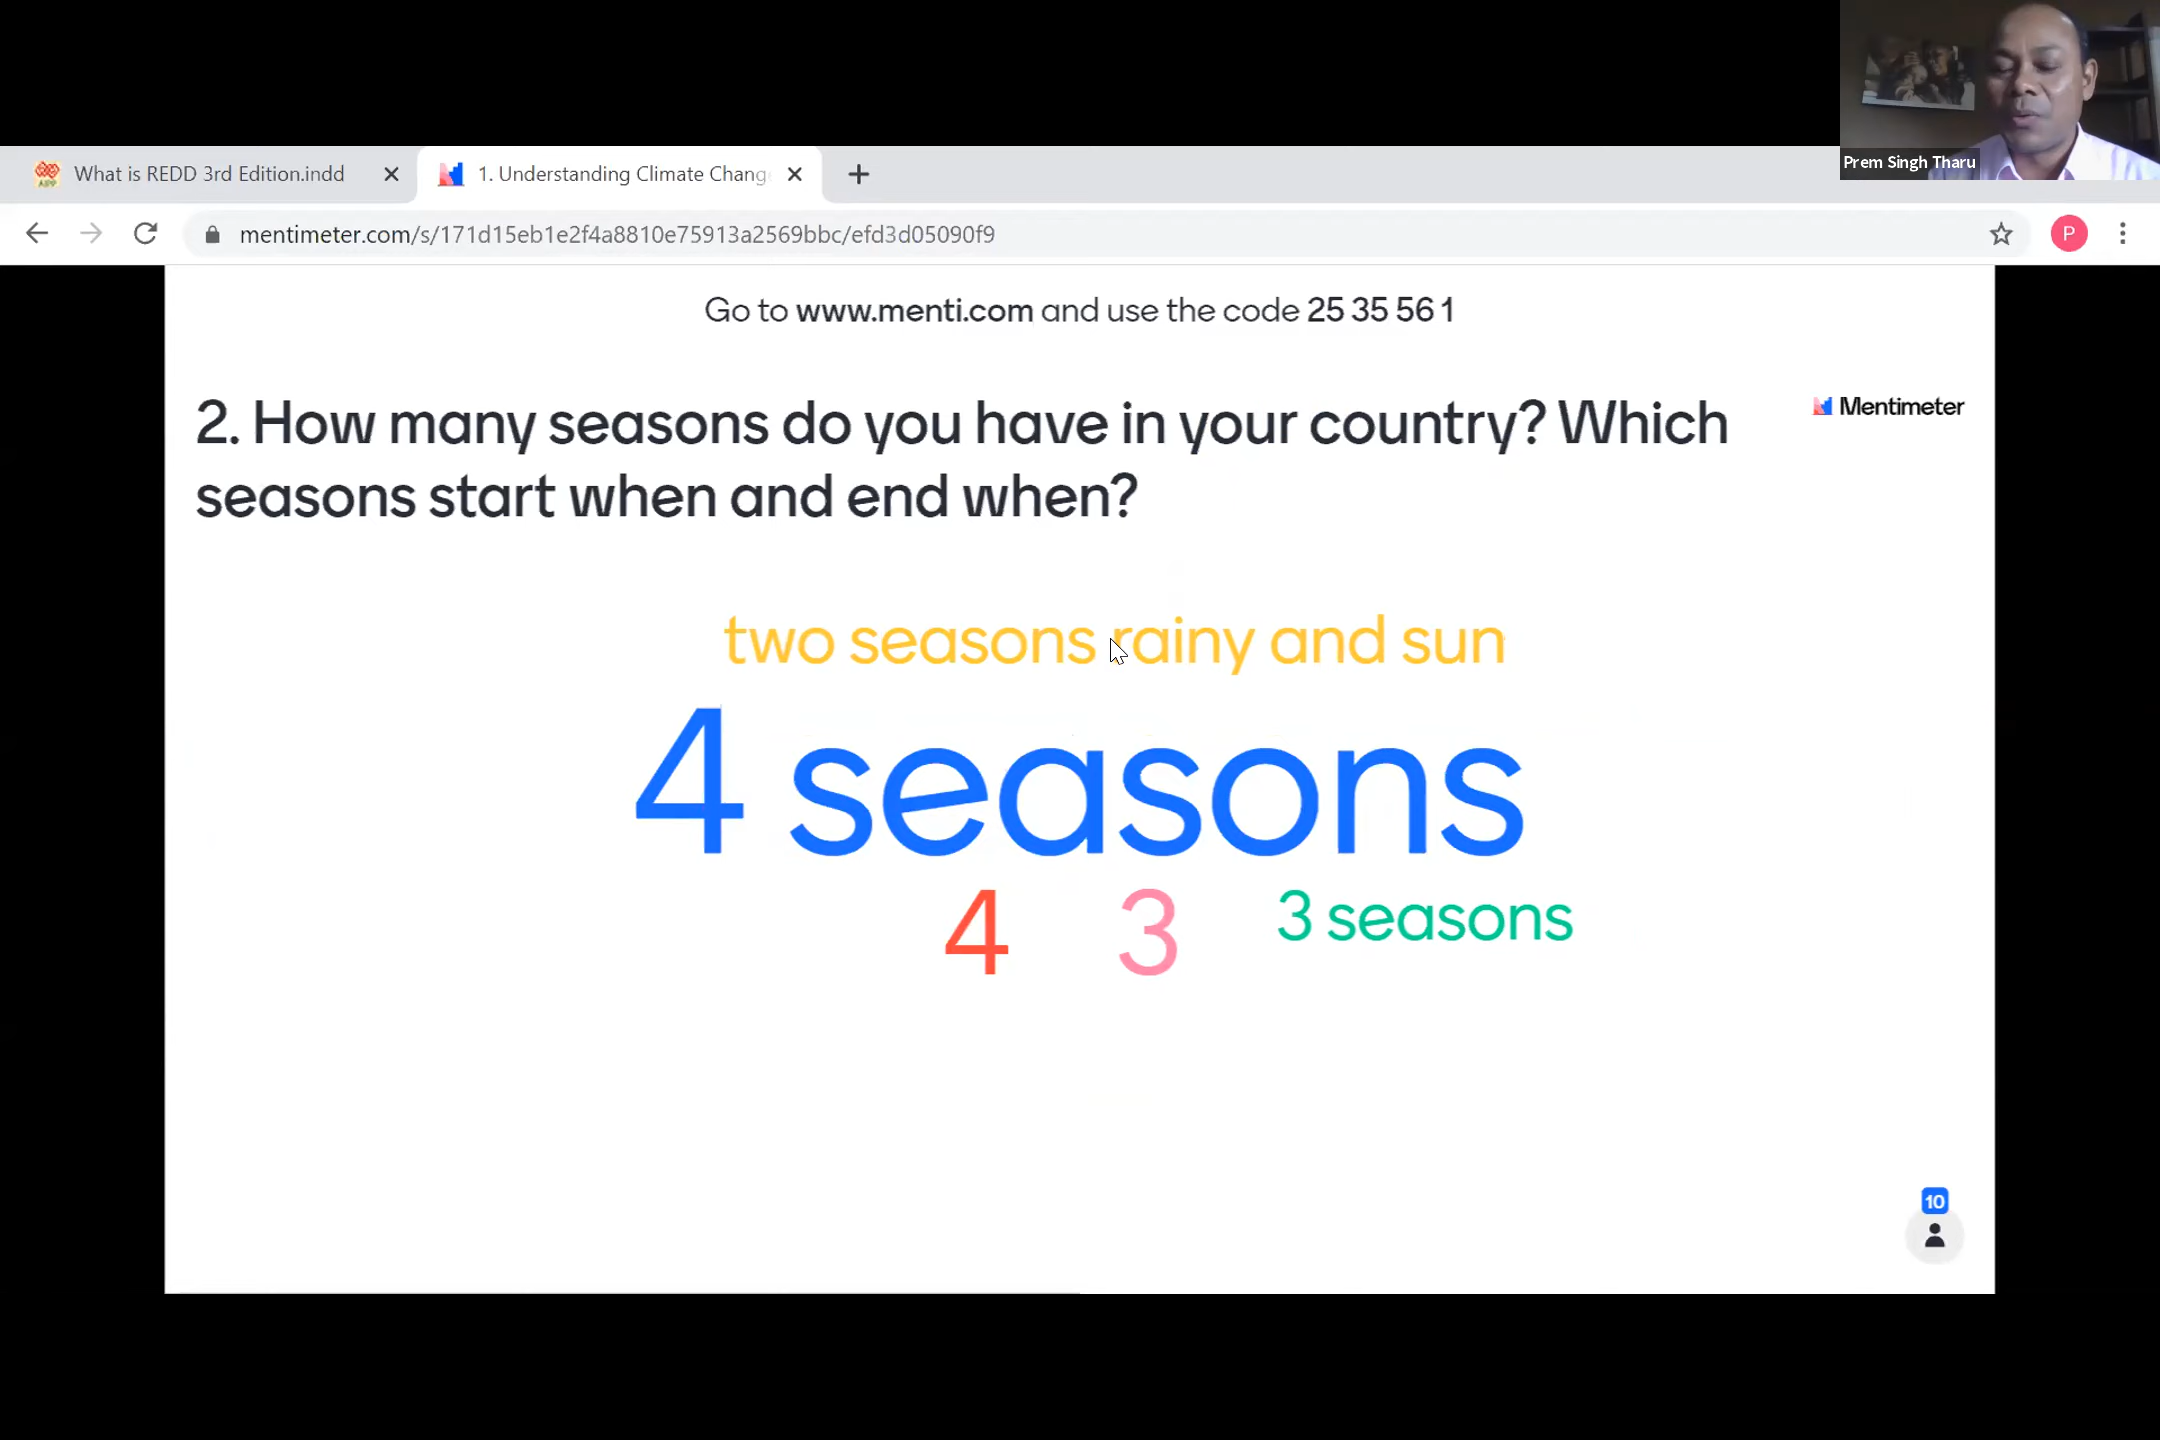 Prem Singh Tharu
What is REDD 3rd Edition.indd
1. Understanding Climate Chang
mentimeter.com/s/171d15eb1e2f4a8810e75913a2569bbc/efd3d05090f9
P
Go to www.menti.com and use the code 25 35 56 1
2. How many seasons do you have in your country? Which
seasons start when and end when?
Mentimeter
two seasons rainy and sun
4 seasons
4
3
3 seasons
10